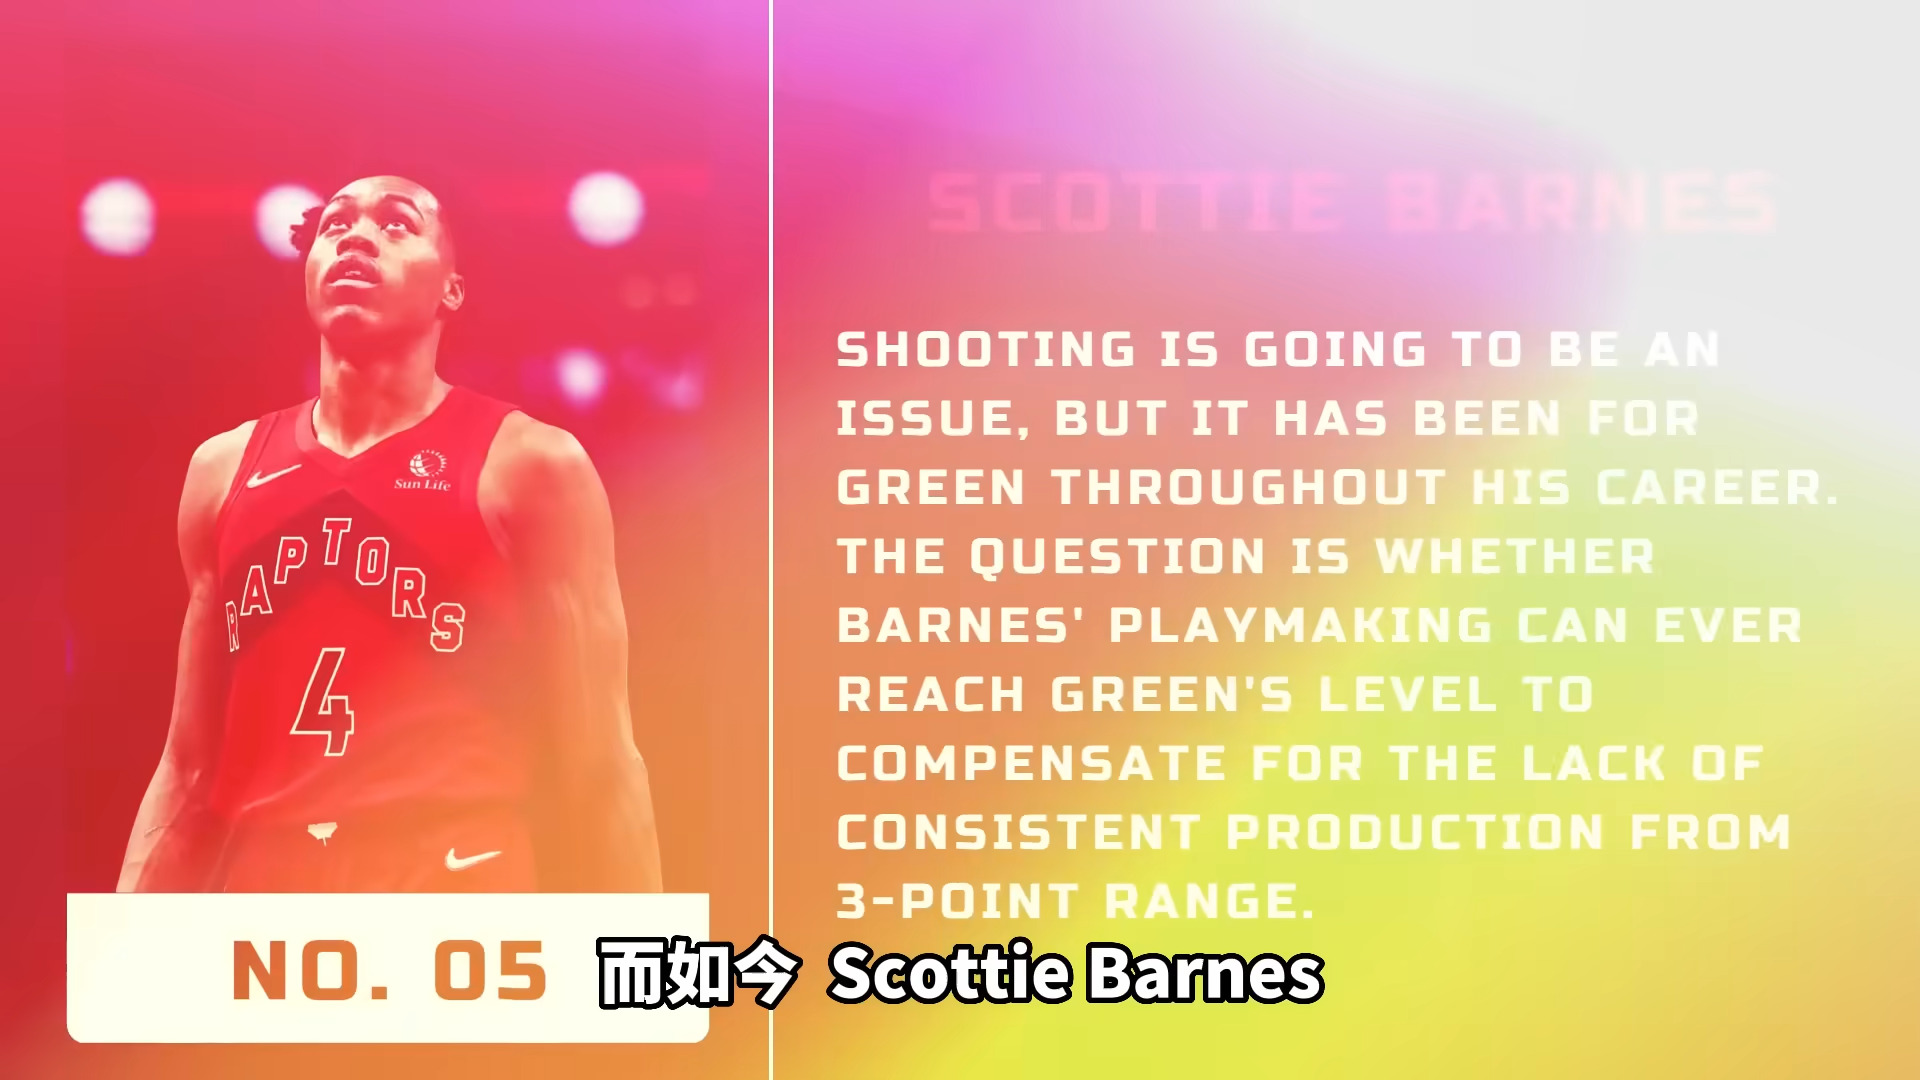 SCOTTIE BARNES
SHOOTING IS GOING TO BE AN
ISSUE, BUT IT HAS BEEN FOR
GREEN THROUGHOUT HIS CAREER.
THE QUESTION IS WHETHER
BARNES' PLAYMAKING CAN EVER
REACH GREEN'S LEVEL TO
COMPENSATE FOR THE LACK OF
CONSISTENT PRODUCTION FROM
3-POINT RANGE.
Sun Life
RAPTORS
4
NO. 05
而如今 Scottie Barnes